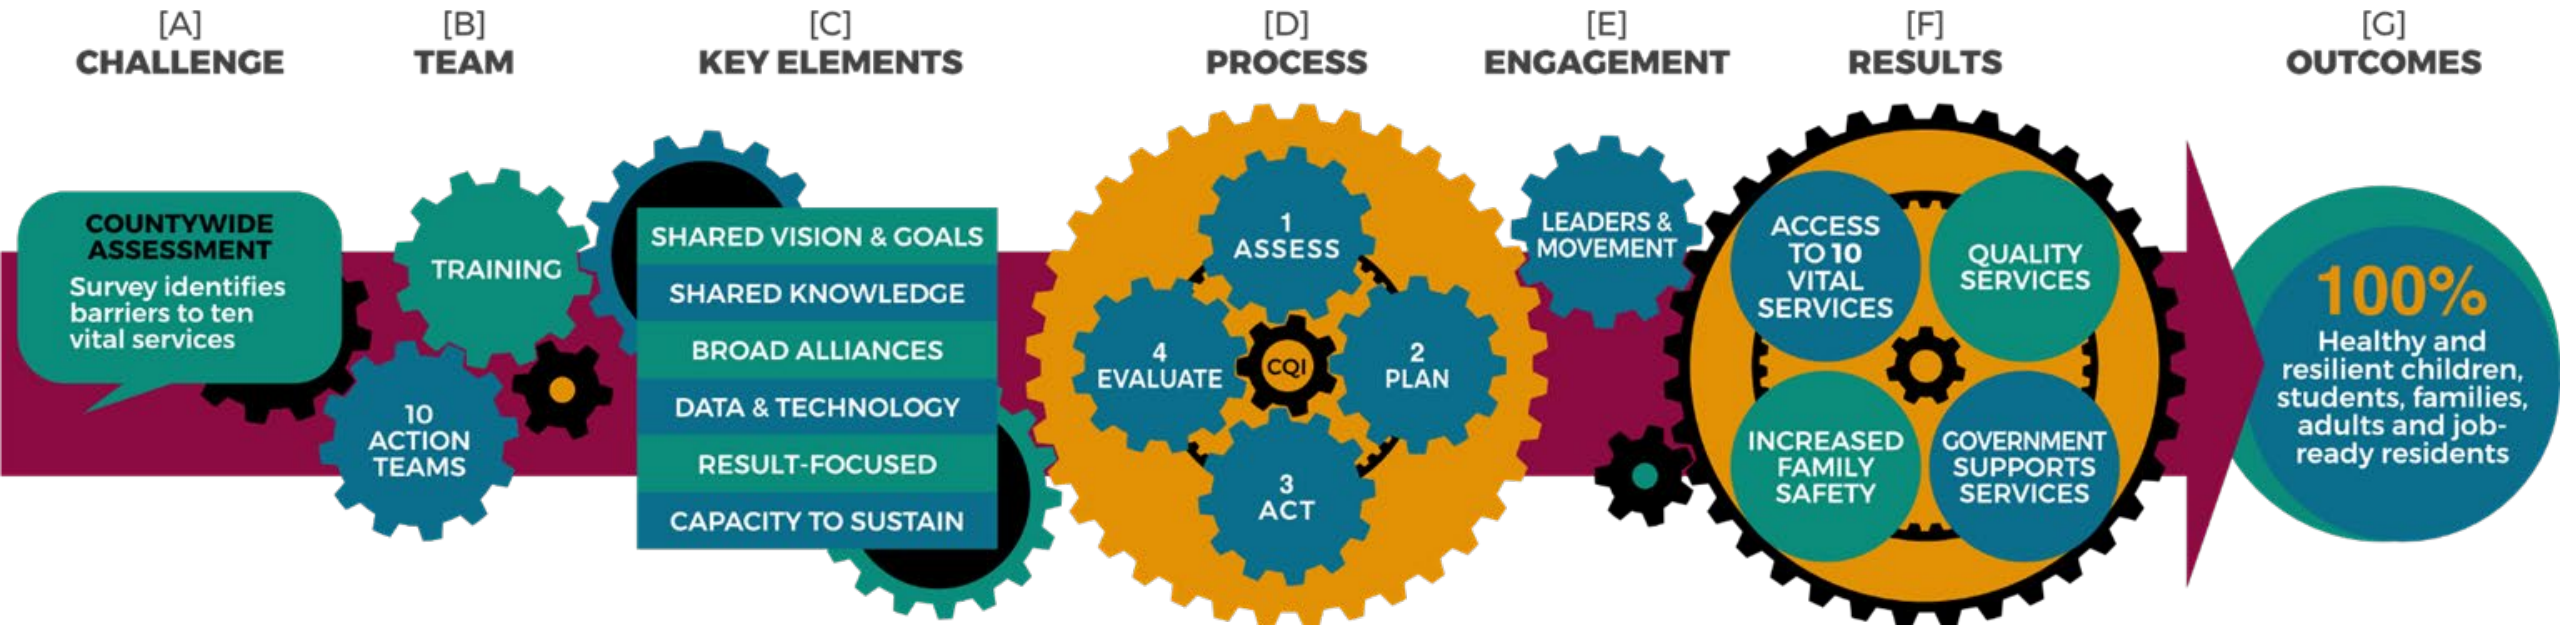 [A]
CHALLENGE
[B]
TEAM
[C]
KEY ELEMENTS
[D]
PROCESS
[E]
ENGAGEMENT
[F]
RESULTS
[G]
OUTCOMES
COUNTYWIDE
ASSESSMENT
Survey identifies
barriers to ten
vital services
TRAINING
10
ACTION
TEAMS
SHARED VISION & GOALS
SHARED KNOWLEDGE
BROAD ALLIANCES
DATA & TECHNOLOGY
RESULT-FOCUSED
CAPACITY TO SUSTAIN
1
ASSESS
2
PLAN
3
ACT
4
EVALUATE
CQI
LEADERS &
MOVEMENT
ACCESS
TO 10
VITAL
SERVICES
QUALITY
SERVICES
INCREASED
FAMILY
SAFETY
GOVERNMENT
SUPPORTS
SERVICES
100%
Healthy and
resilient children,
students, families,
adults and job-
ready residents